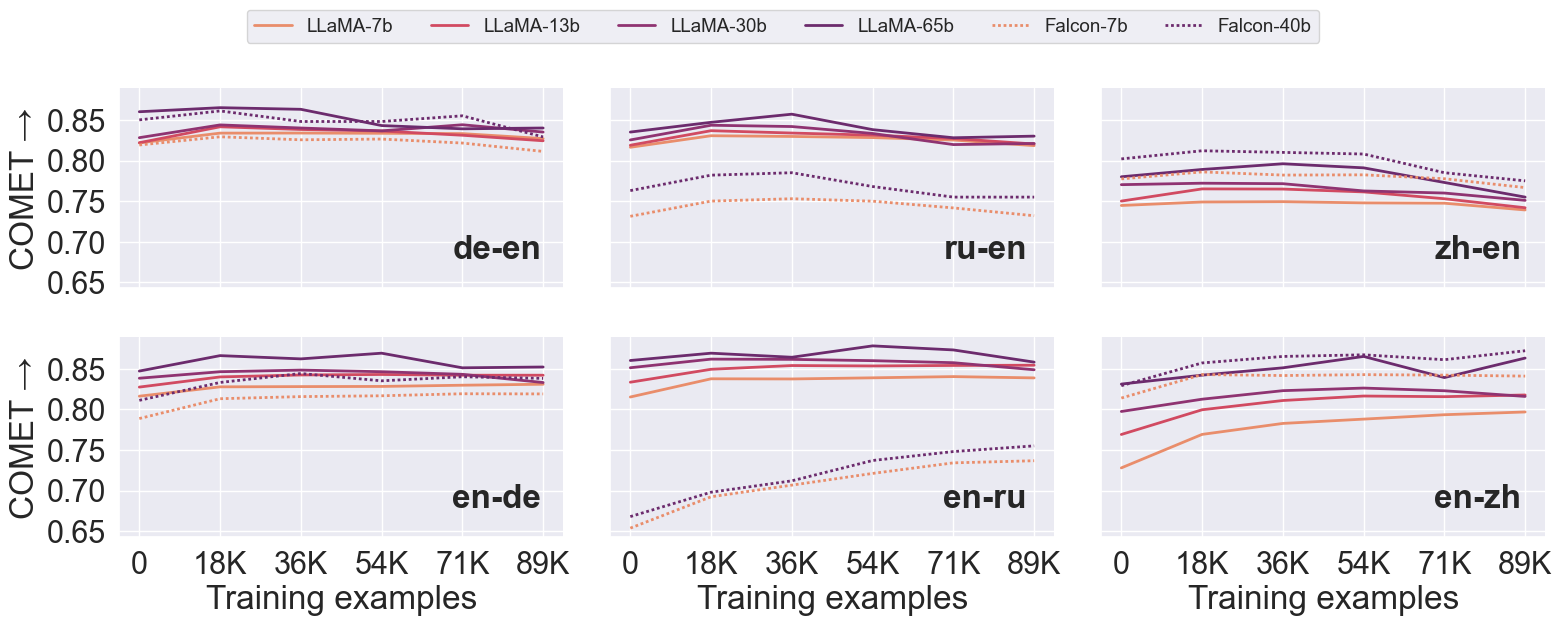 LLaMA-7b LLaMA-13b LLaMA-30b LLaMA-65b Falcon-7b Falcon-40b
COMET →
0.85
0.80
0.75
0.70
0.65
de-en
ru-en
zh-en
COMET →
0.85
0.80
0.75
0.70
0.65
en-de
en-ru
en-zh
0 18K 36K 54K 71K 89K
0 18K 36K 54K 71K 89K
0 18K 36K 54K 71K 89K
Training examples
Training examples
Training examples